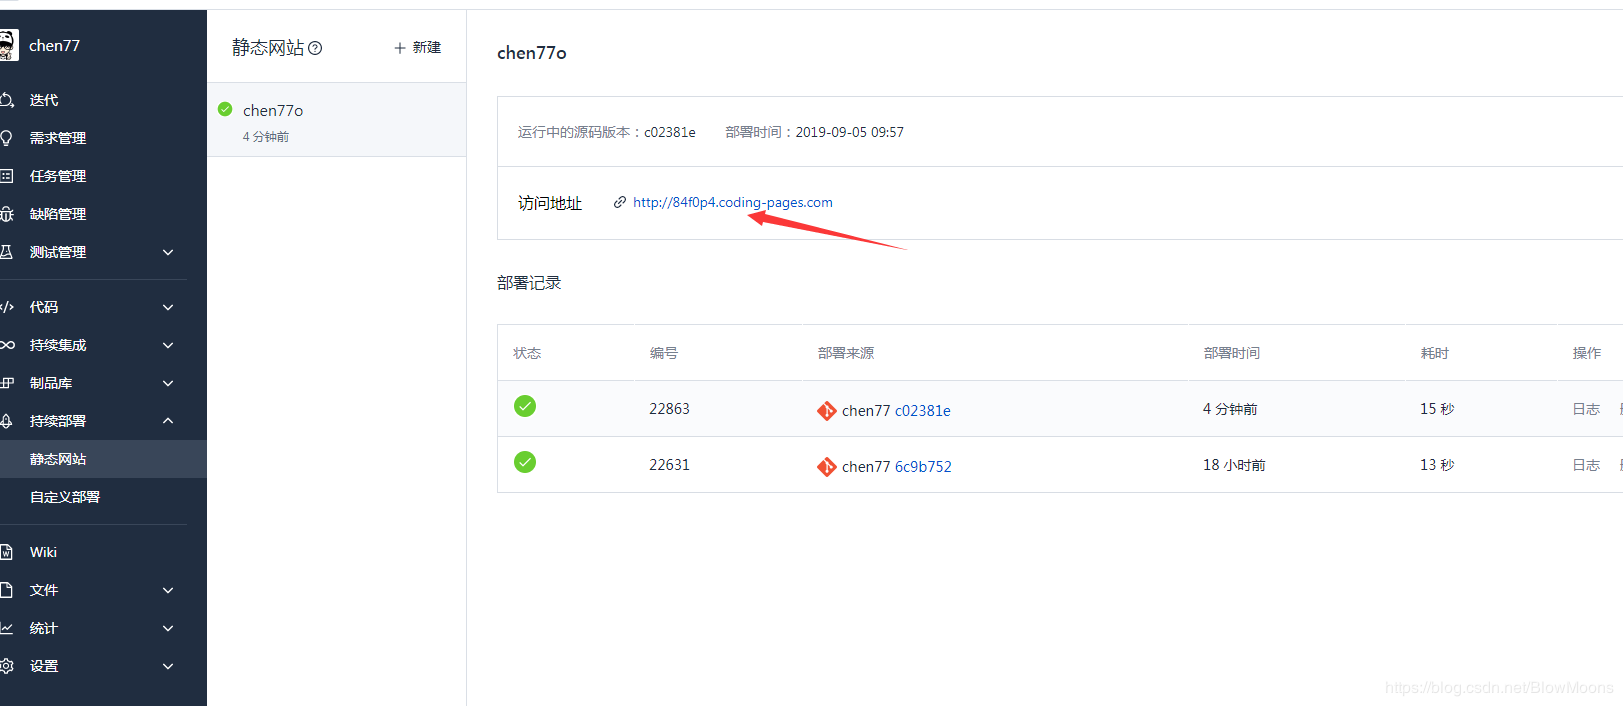 chen77
迭代
需求管理
任务管理
缺陷管理
测试管理
代码
持续集成
制品库
持续部署
静态网站
自定义部署
Wiki
文件
统计
设置
静态网站
新建
chen77o
4 分钟前
chen77o
运行中的源码版本：c02381e 部署时间：2019-09-05 09:57
访问地址 http://84f0p4.coding-pages.com
部署记录
状态 编号 部署来源 部署时间 耗时 操作
22863 chen77 c02381e 4 分钟前 15 秒 日志
22631 chen77 6c9b752 18 小时前 13 秒 日志
https://blog.csdn.net/BlowMoons